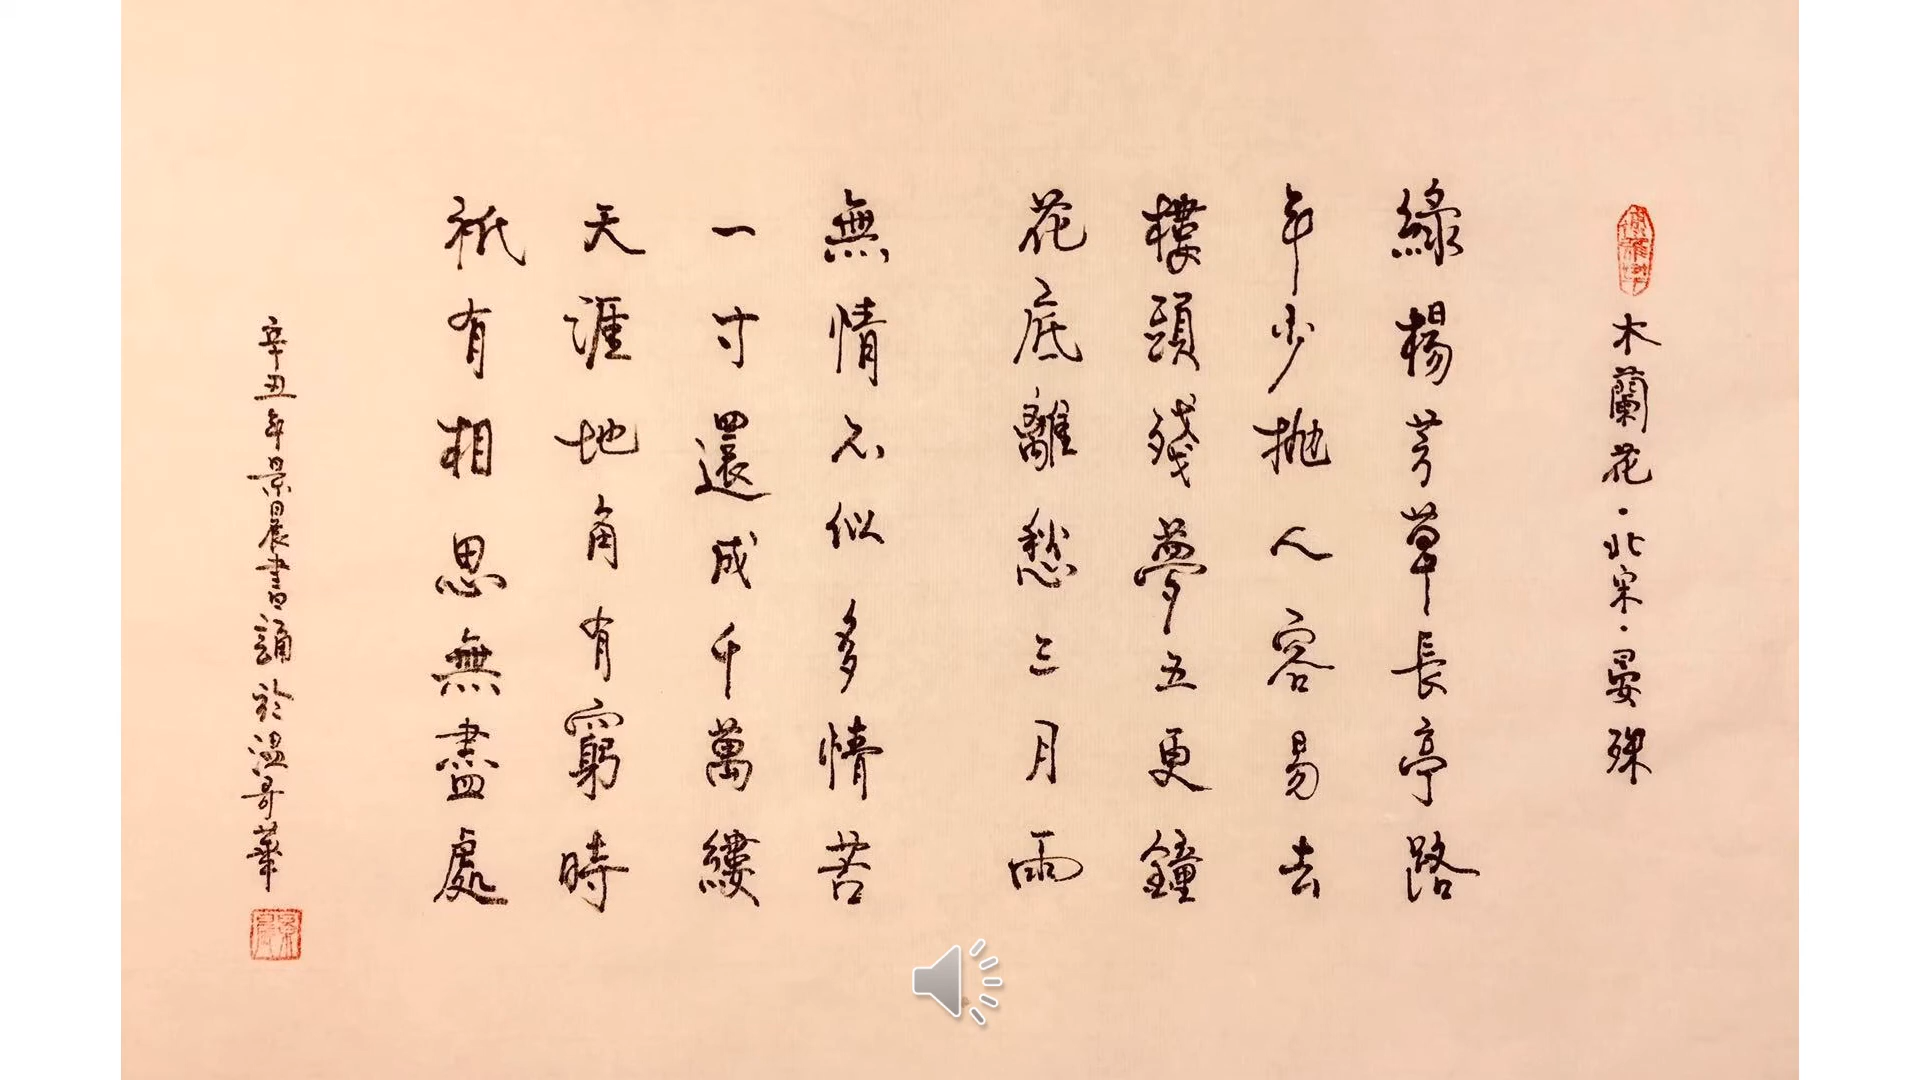 木蘭花·北宋·晏殊
綠楊芳草長亭路
年少拋人容易去
樓頭殘夢五更鐘
花底離愁三月雨
無情不似多情苦
一寸還成千萬縷
天涯地角有窮時
祇有相思無盡處
辛丑年景晨書誦於溫哥華